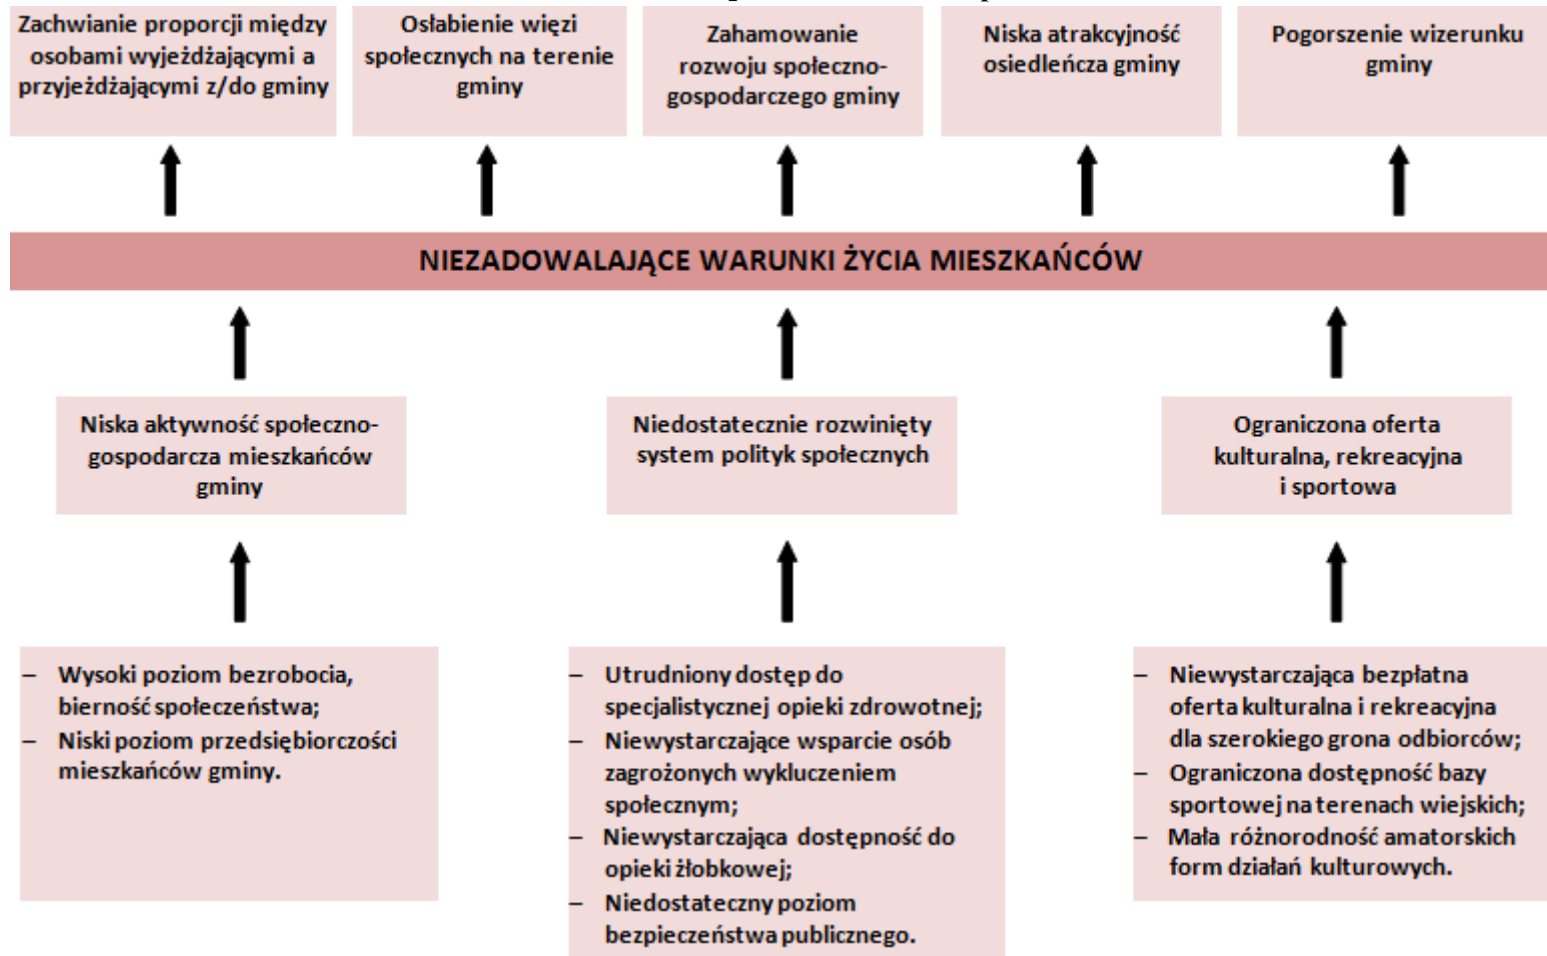 Zachwianie proporcji między
osobami wyjeżdżającymi a
przyjeżdżającymi z/do gminy
Osłabienie więzi
społecznych na terenie
gminy
Zahamowanie
rozwoju społeczno-
gospodarczego gminy
Niska atrakcyjność
osiedleńcza gminy
Pogorszenie wizerunku
gminy
NIEZADOWALAJĄCE WARUNKI ŻYCIA MIESZKAŃCÓW
Niska aktywność społeczno-
gospodarcza mieszkańców
gminy
Niedostatecznie rozwinięty
system polityk społecznych
Ograniczona oferta
kulturalna, rekreacyjna
i sportowa
– Wysoki poziom bezrobocia,
bierność społeczeństwa;
– Niski poziom przedsiębiorczości
mieszkańców gminy.
– Utrudniony dostęp do
specjalistycznej opieki zdrowotnej;
– Niewystarczające wsparcie osób
zagrożonych wykluczeniem
społecznym;
– Niewystarczająca dostępność do
opieki żłobkowej;
– Niedostateczny poziom
bezpieczeństwa publicznego.
– Niewystarczająca bezpłatna
oferta kulturalna i rekreacyjna
dla szerokiego grona odbiorców;
– Ograniczona dostępność bazy
sportowej na terenach wiejskich;
– Mała różnorodność amatorskich
form działań kulturowych.